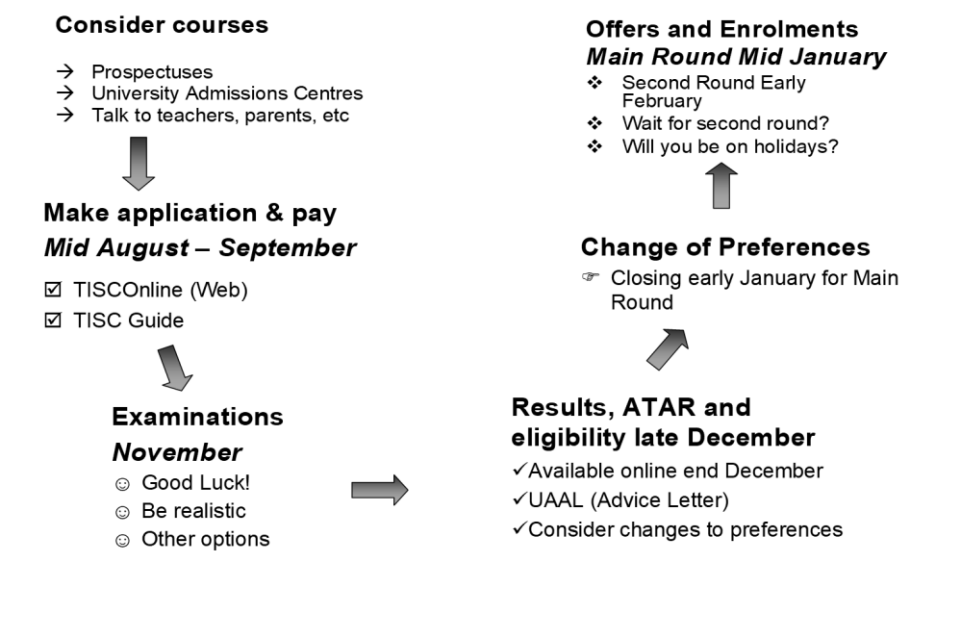 Consider courses
→ Prospectuses
→ University Admissions Centres
→ Talk to teachers, parents, etc
Make application & pay
Mid August – September
☑ TISCOnline (Web)
☑ TISC Guide
Examinations
November
☺ Good Luck!
☺ Be realistic
☺ Other options
Results, ATAR and
eligibility late December
✓Available online end December
✓UAAL (Advice Letter)
✓Consider changes to preferences
Change of Preferences
☞ Closing early January for Main
Round
Offers and Enrolments
Main Round Mid January
❖ Second Round Early
February
❖ Wait for second round?
❖ Will you be on holidays?